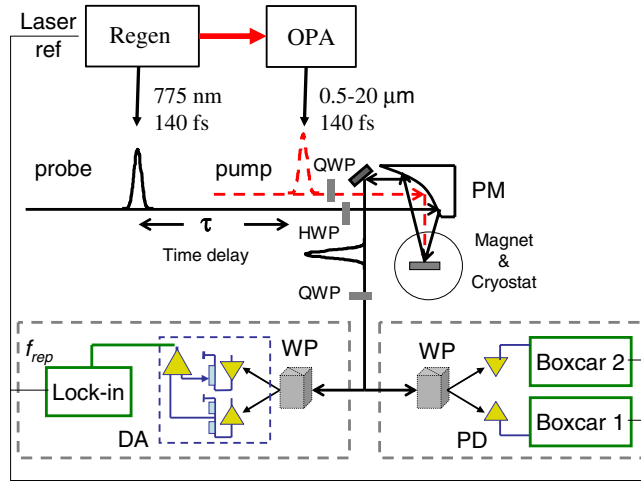 Laser
ref
Regen
OPA
775 nm
140 fs
0.5-20 μm
140 fs
probe
pump
QWP
PM
τ
HWP
Time delay
Magnet
&
Cryostat
QWP
f_rep
WP
WP
Lock-in
Boxcar 2
Boxcar 1
DA
PD